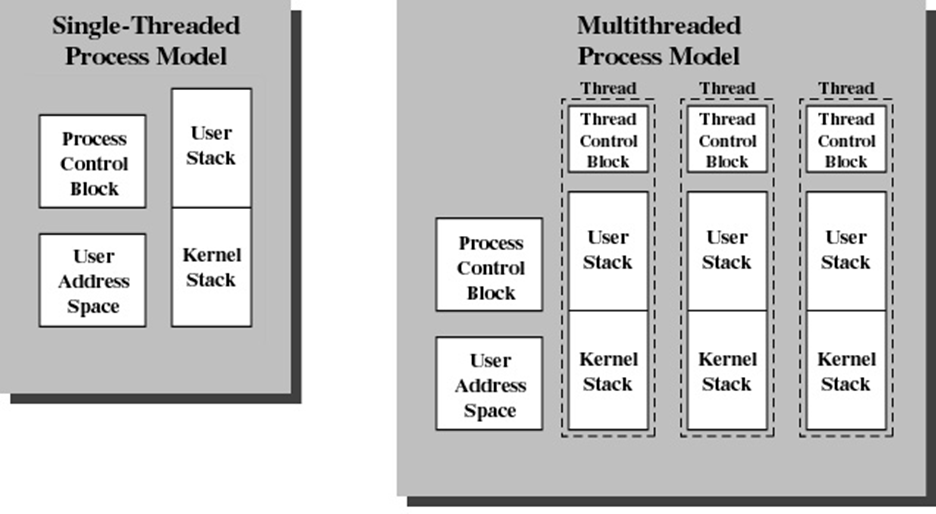 Single-Threaded
Process Model
Process
Control
Block
User
Stack
User
Address
Space
Kernel
Stack
Multithreaded
Process Model
Thread
Thread
Control
Block
User
Stack
Kernel
Stack
Thread
Thread
Control
Block
User
Stack
Kernel
Stack
Thread
Thread
Control
Block
User
Stack
Kernel
Stack
Process
Control
Block
User
Address
Space